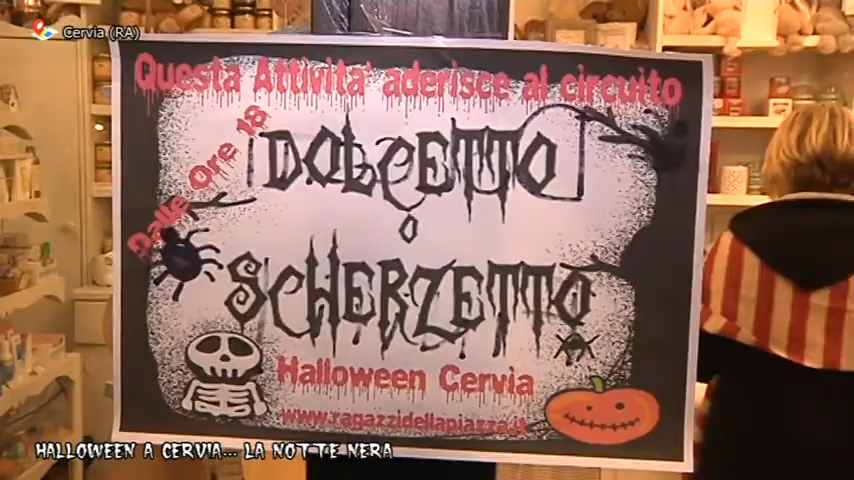 Cervia (RA)
Questa Attivita' aderisce al circuito
Dalle Ore 18
DOLCETTO
O
SCHERZETTO
Halloween Cervia
www.ragazzidellapiazza.it
HALLOWEEN A CERVIA... LA NOTTE NERA